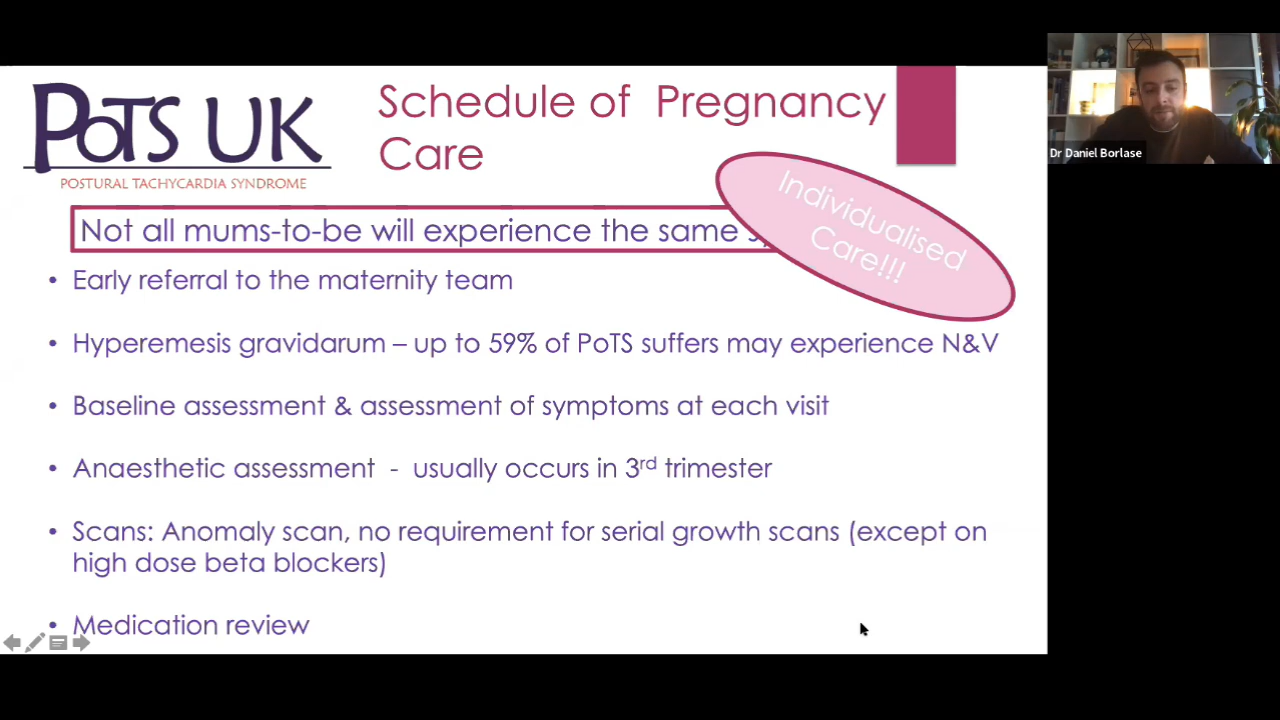 PoTS UK
POSTURAL TACHYCARDIA SYNDROME
Schedule of Pregnancy
Care
Individualised
Care!!!
Not all mums-to-be will experience the same
• Early referral to the maternity team
• Hyperemesis gravidarum – up to 59% of PoTS suffers may experience N&V
• Baseline assessment & assessment of symptoms at each visit
• Anaesthetic assessment - usually occurs in 3rd trimester
• Scans: Anomaly scan, no requirement for serial growth scans (except on
high dose beta blockers)
• Medication review
Dr Daniel Borlase